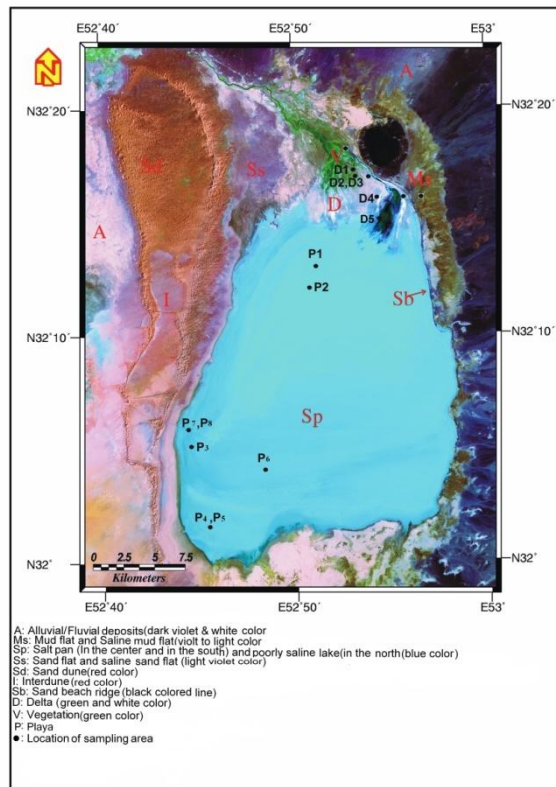 E52°40'
E52°50'
E53°
N
A
N32°20'
N32°20'
Sd
Ss
V
D1
D2,D3
Ms
D
D4
D5
A
P1
P2
Sb
I
N32°10'
N32°10'
Sp
P7,P8
P3
P6
P4,P5
N32°
N32°
0 2.5 5 7.5
Kilometers
E52°40'
E52°50'
E53°
A: Alluvial/Fluvial deposits(dark violet & white color
Ms: Mud flat and Saline mud flat(violt to light color
Sp: Salt pan (In the center and in the south) and poorly saline lake(in the north(blue color)
Ss: Sand flat and saline sand flat (light violet color)
Sd: Sand dune(red color)
I: Interdune (red color)
Sb: Sand beach ridge (black colored line)
D: Delta (green and white color)
V: Vegetation(green color)
P: Playa
●: Location of sampling area